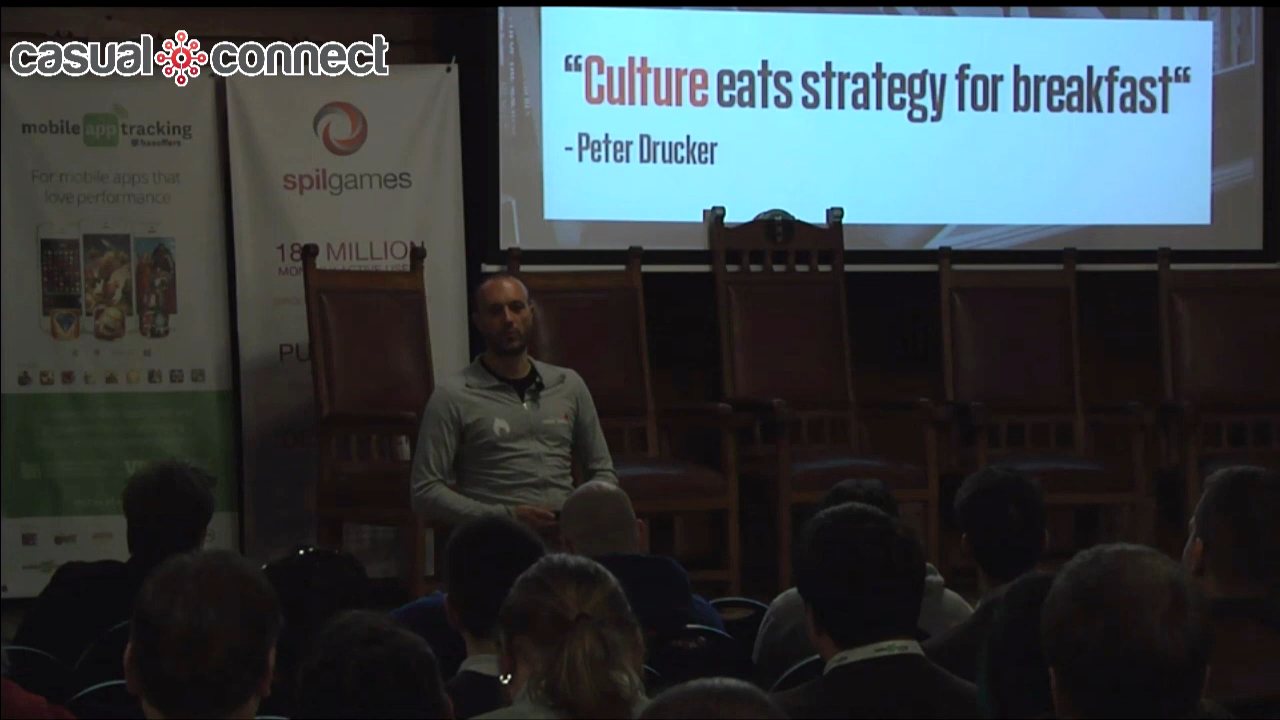 casual connect
“Culture eats strategy for breakfast“
- Peter Drucker
mobile app tracking
For mobile apps that
love performance
spilgames
MILLION
PU